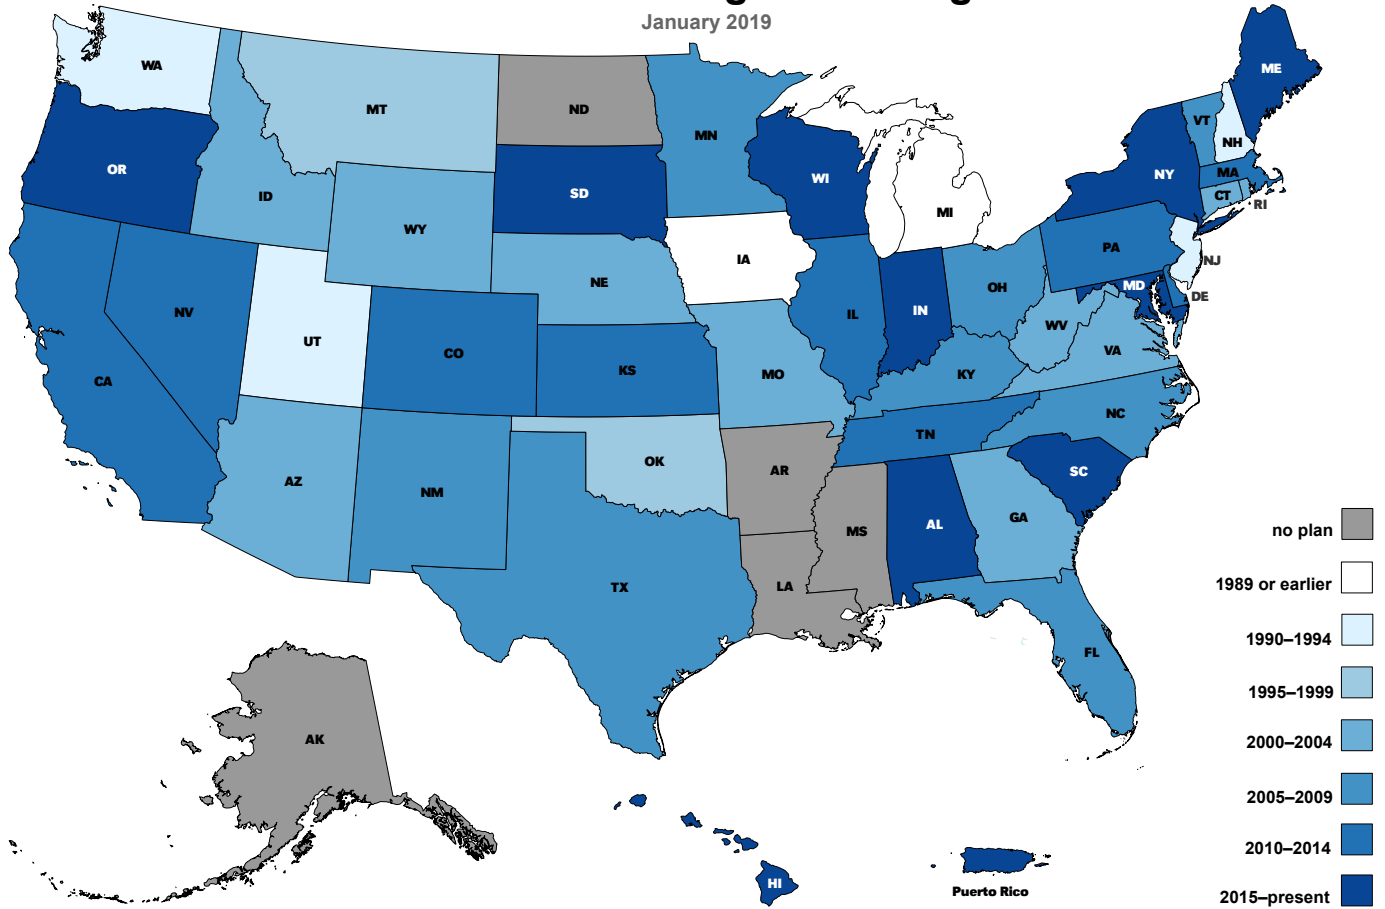 January 2019
WA
MT
ND
MN
OR
ID
WY
SD
WI
MI
NY
VT
NH
ME
MA
CT
RI
IA
NE
PA
NJ
NV
UT
CO
KS
MO
IL
IN
OH
MD
DE
WV
VA
CA
KY
NC
TN
AZ
NM
OK
AR
SC
MS
AL
GA
TX
LA
FL
AK
HI
Puerto Rico
no plan
1989 or earlier
1990–1994
1995–1999
2000–2004
2005–2009
2010–2014
2015–present